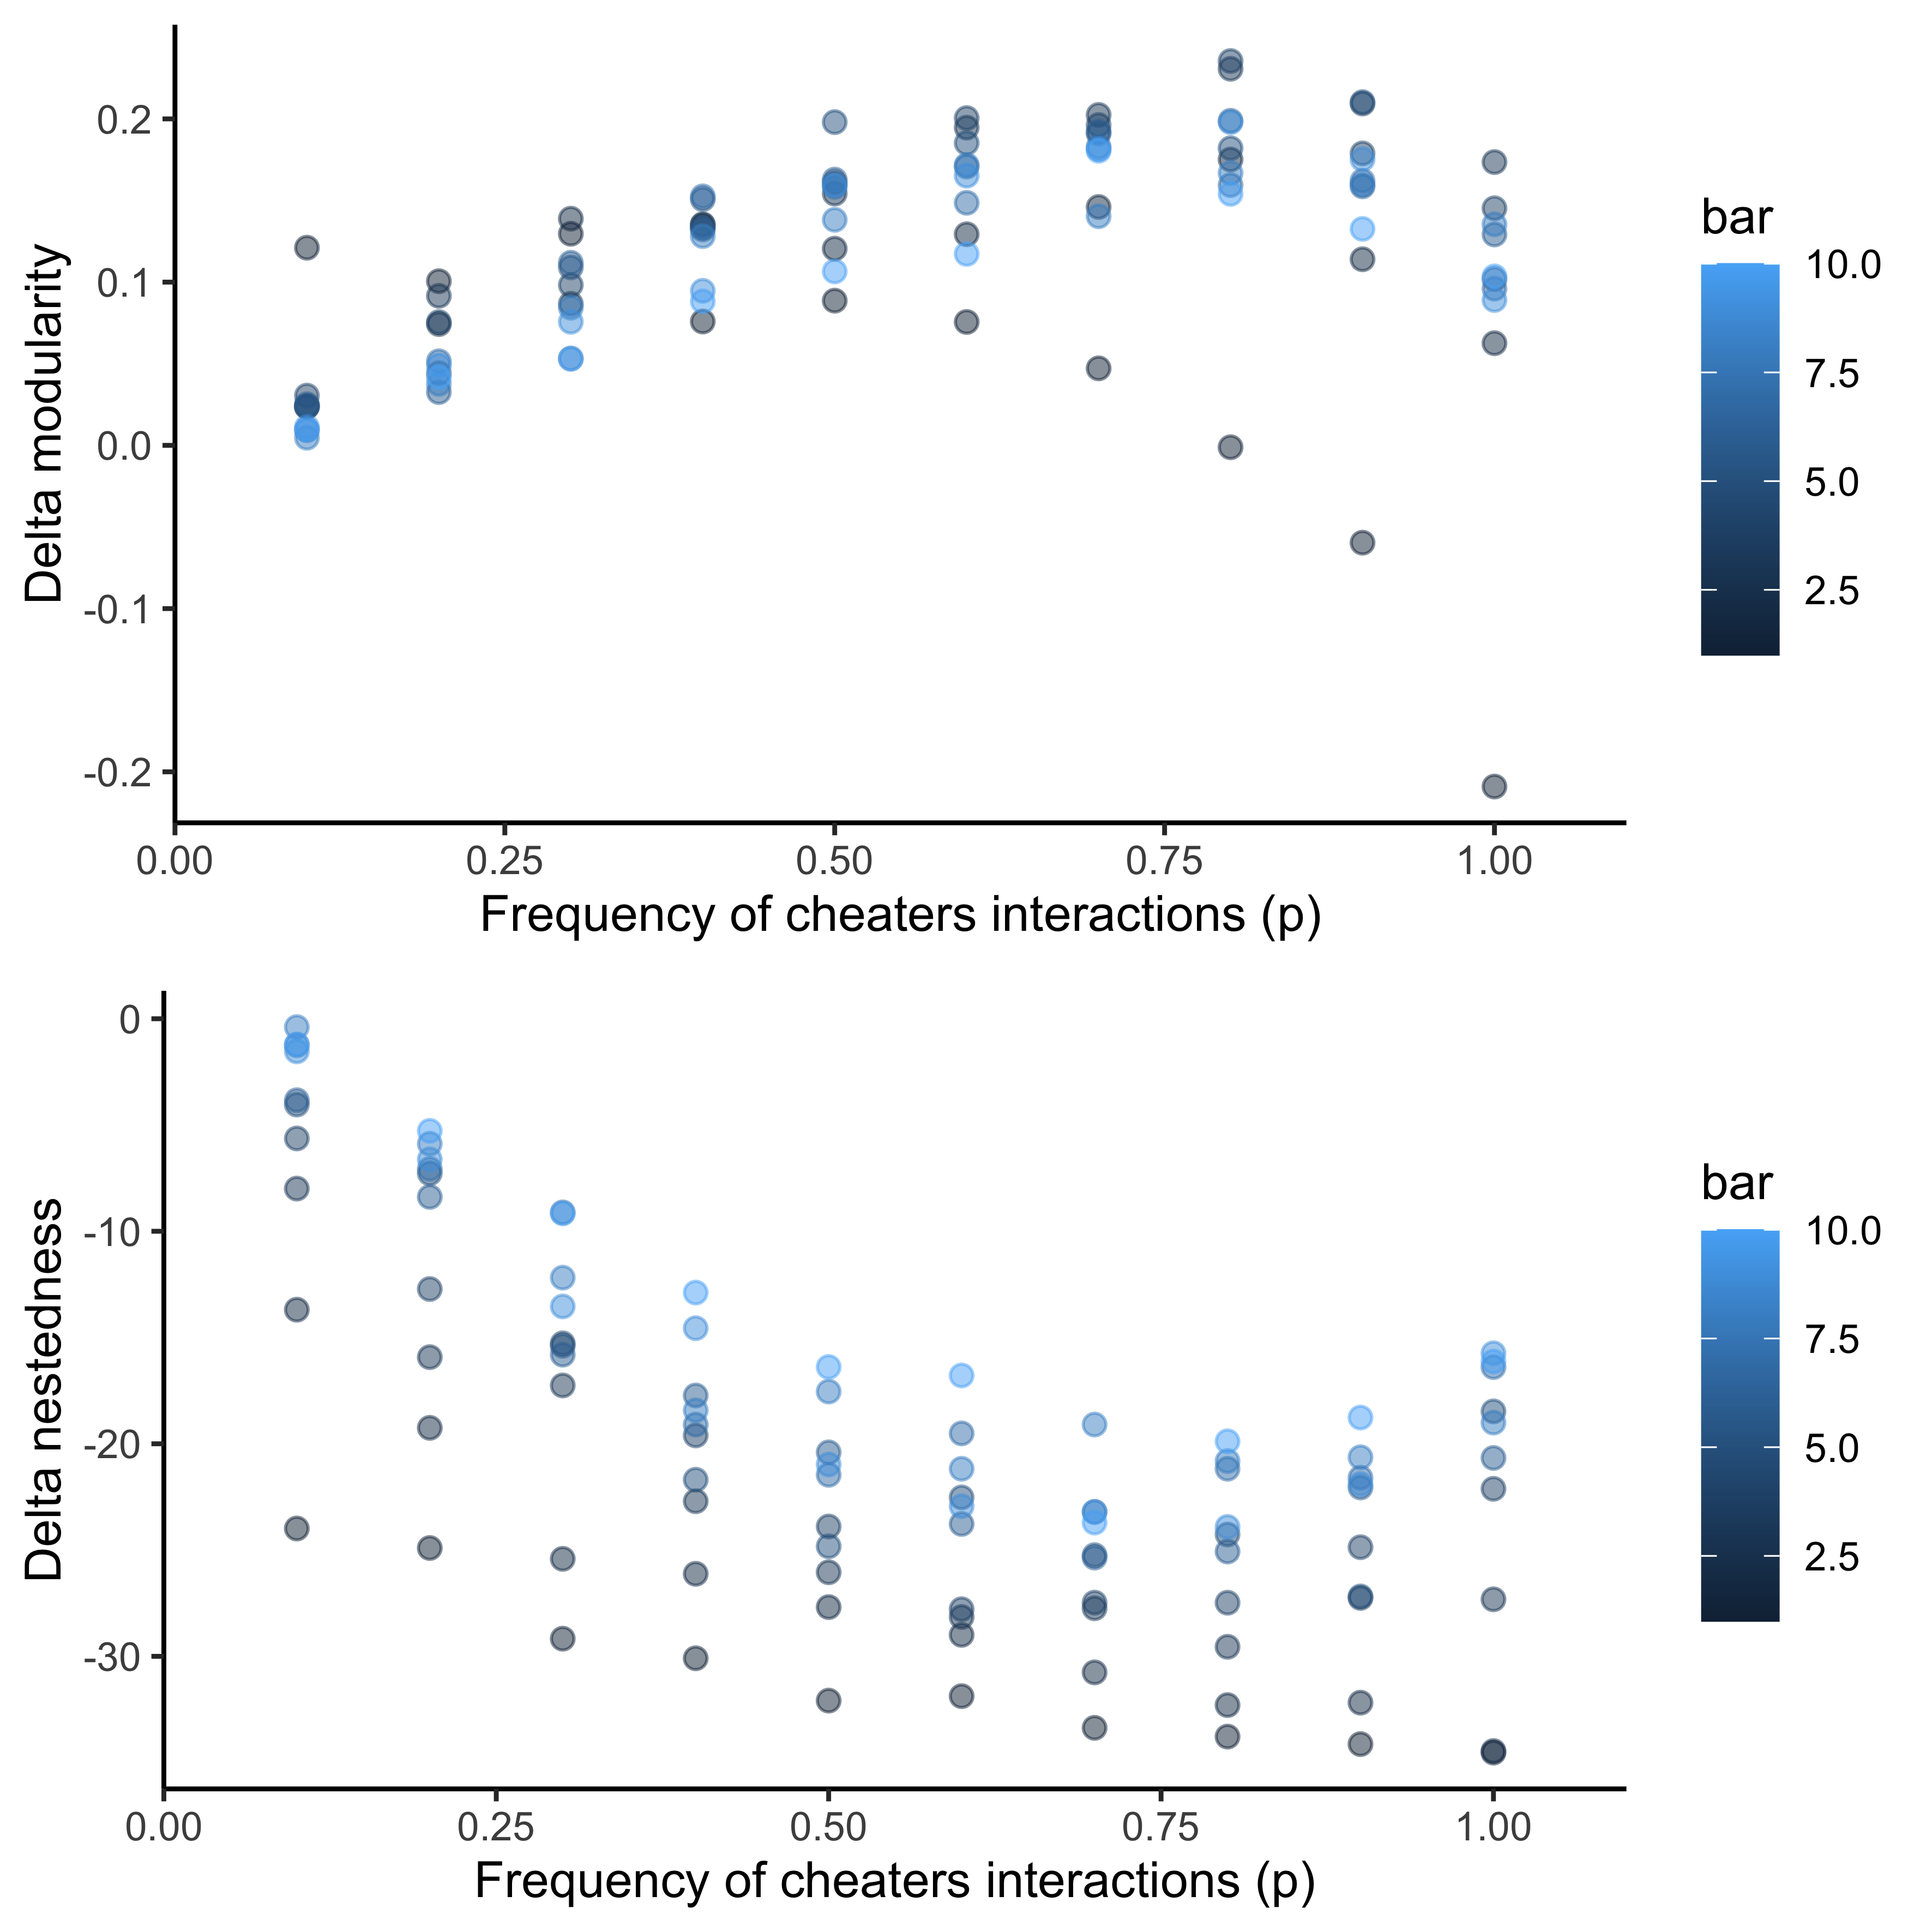 Delta modularity
0.2
0.1
0.0
-0.1
-0.2
0.00 0.25 0.50 0.75 1.00
Frequency of cheaters interactions (p)
bar
10.0
7.5
5.0
2.5
Delta nestedness
0
-10
-20
-30
0.00 0.25 0.50 0.75 1.00
Frequency of cheaters interactions (p)
bar
10.0
7.5
5.0
2.5